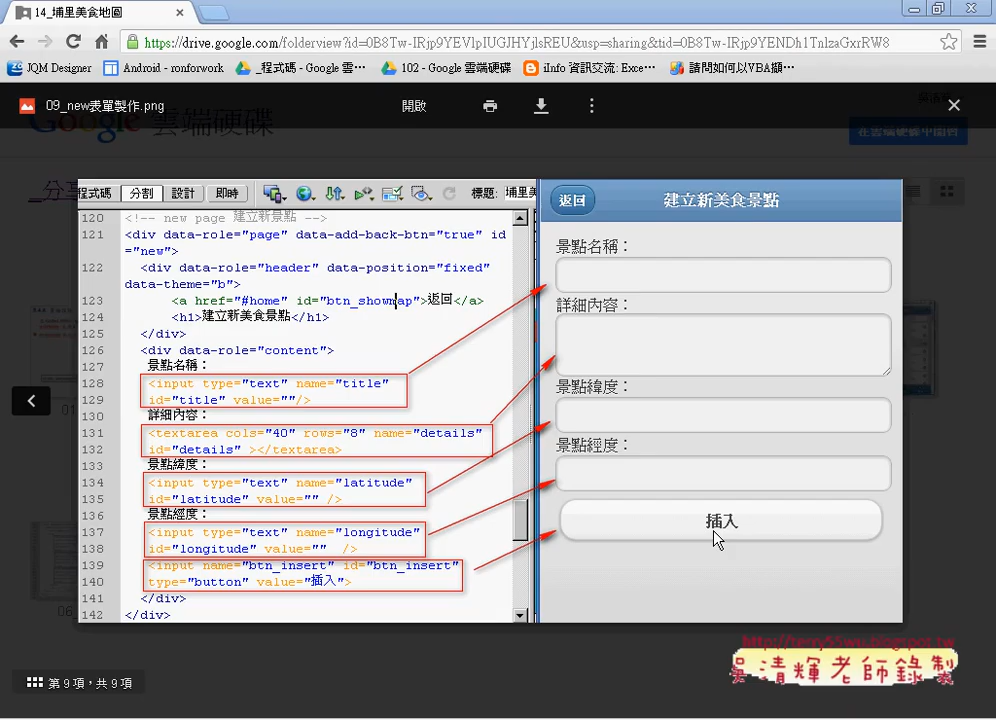 14_埔里美食地圖
https://drive.google.com/folderview?id=0B8Tw-IRjp9YEVlpIUGJHYjlsREU&usp=sharing&tid=0B8Tw-IRjp9YENDh1TnlzaGxrRW8
JQM Designer
Android - ronforwork
_程式碼 - Google 雲…
102 - Google 雲端硬碟
iInfo 資訊交流: Exce…
請問如何以VBA擷…
09_new表單製作.png
開啟
Google 雲端硬碟
在雲端硬碟中開啟
程式碼 分割 設計 即時 標題: 埔里美
120 <!-- new page 建立新景點 -->
121 <div data-role="page" data-add-back-btn="true" id
="new">
122 <div data-role="header" data-position="fixed"
data-theme="b">
123 <a href="#home" id="btn_showmap">返回</a>
124 <h1>建立新美食景點</h1>
125 </div>
126 <div data-role="content">
127 景點名稱：
128 <input type="text" name="title"
129 id="title" value=""/>
130 詳細內容：
131 <textarea cols="40" rows="8" name="details"
132 id="details" ></textarea>
133 景點緯度：
134 <input type="text" name="latitude"
135 id="latitude" value="" />
136 景點經度：
137 <input type="text" name="longitude"
138 id="longitude" value="" />
139 <input name="btn_insert" id="btn_insert"
140 type="button" value="插入">
141 </div>
142 </div>
返回
建立新美食景點
景點名稱：
詳細內容：
景點緯度：
景點經度：
插入
http://terry55wu.blogspot.tw
吳清輝老師錄製
第 9 項，共 9 項